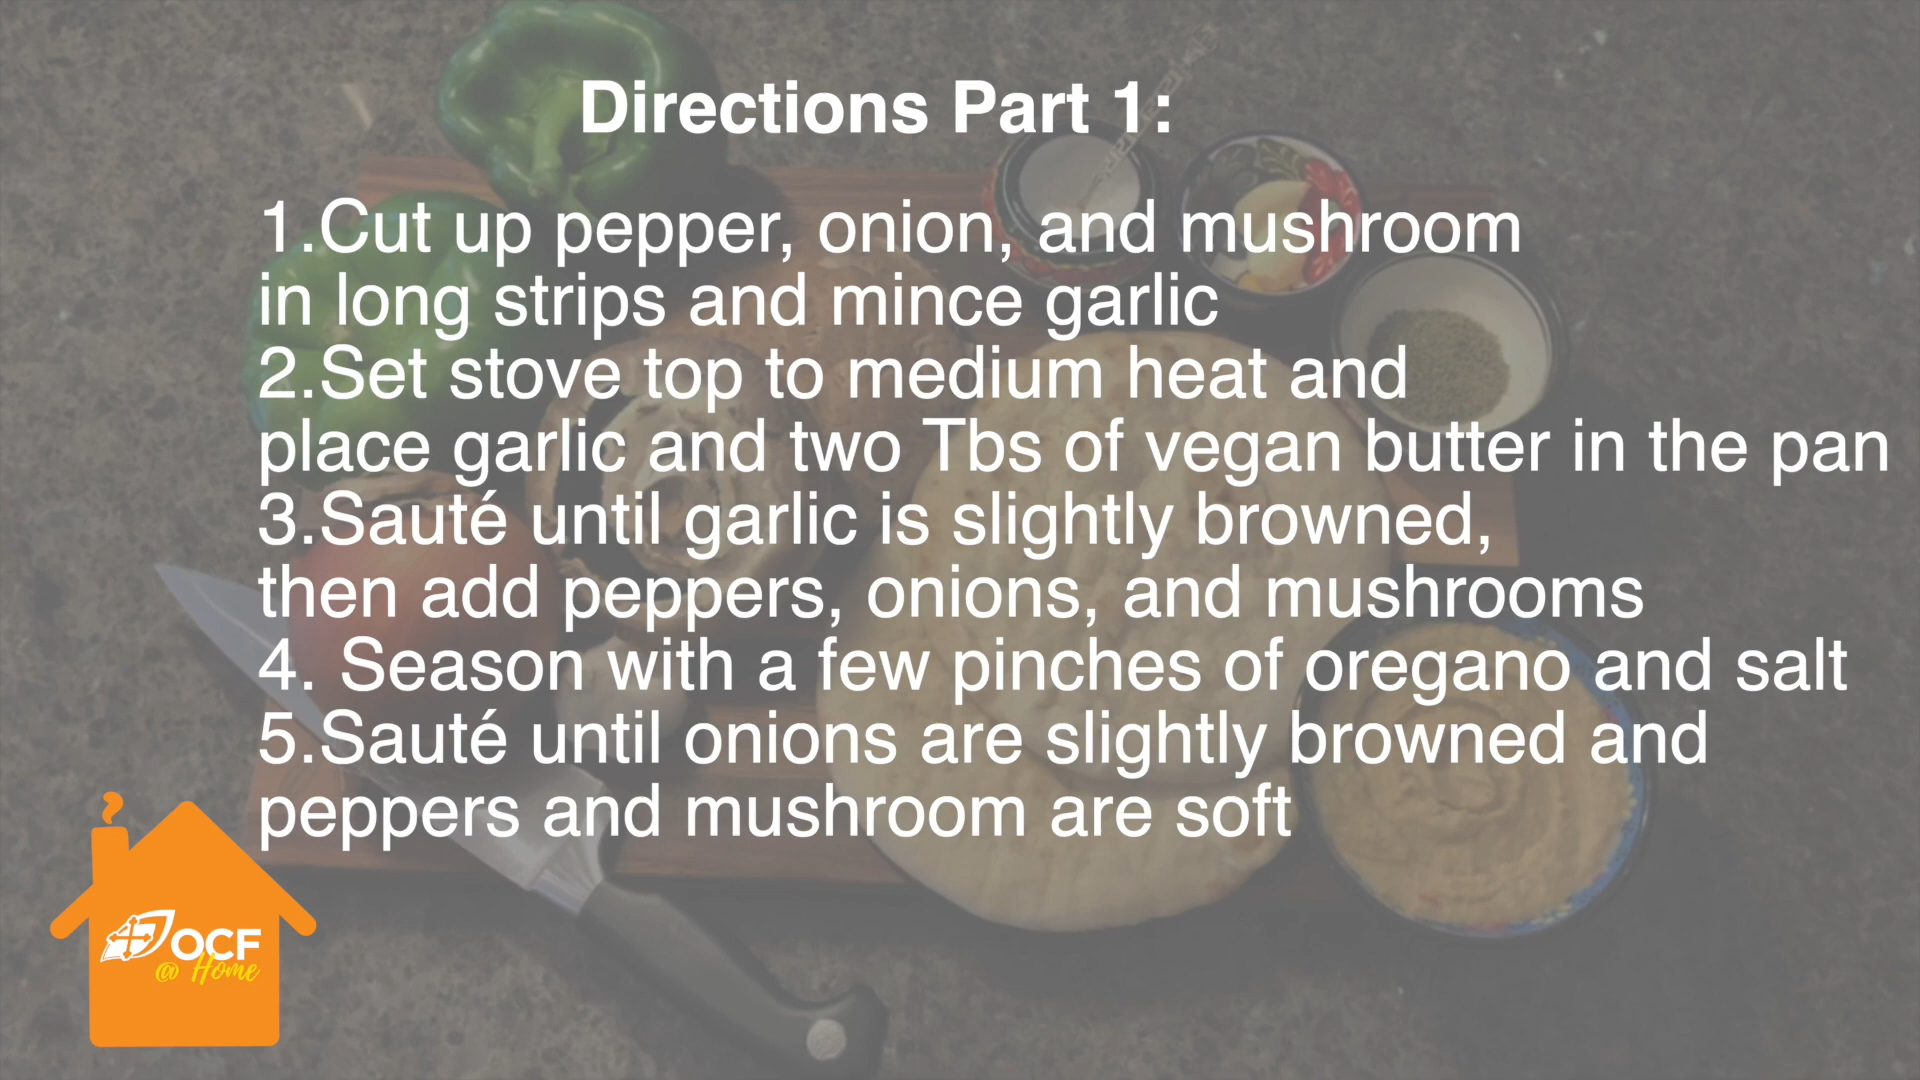 Directions Part 1:
1.Cut up pepper, onion, and mushroom
in long strips and mince garlic
2.Set stove top to medium heat and
place garlic and two Tbs of vegan butter in the pan
3.Sauté until garlic is slightly browned,
then add peppers, onions, and mushrooms
4. Season with a few pinches of oregano and salt
5.Sauté until onions are slightly browned and
peppers and mushroom are soft
OCF
@ Home